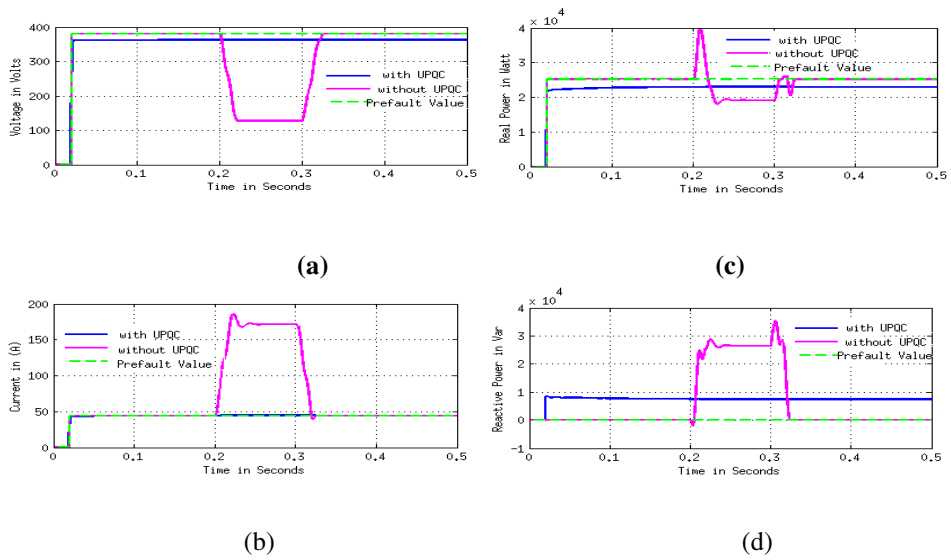 400
300
200
100
0
Voltage in Volts
with UPQC
without UPQC
Prefault Value
0 0.1 0.2 0.3 0.4 0.5
Time in Seconds
(a)
× 10⁴
4
3
2
1
0
Real Power in Watt
with UPQC
without UPQC
Prefault Value
0 0.1 0.2 0.3 0.4 0.5
Time in Seconds
(c)
200
150
100
50
0
Current in (A)
with UPQC
without UPQC
Prefault Value
0 0.1 0.2 0.3 0.4 0.5
Time in Seconds
(b)
× 10⁴
4
3
2
1
0
-1
Reactive Power in Var
with UPQC
without UPQC
Prefault Value
0 0.1 0.2 0.3 0.4 0.5
Time in Seconds
(d)